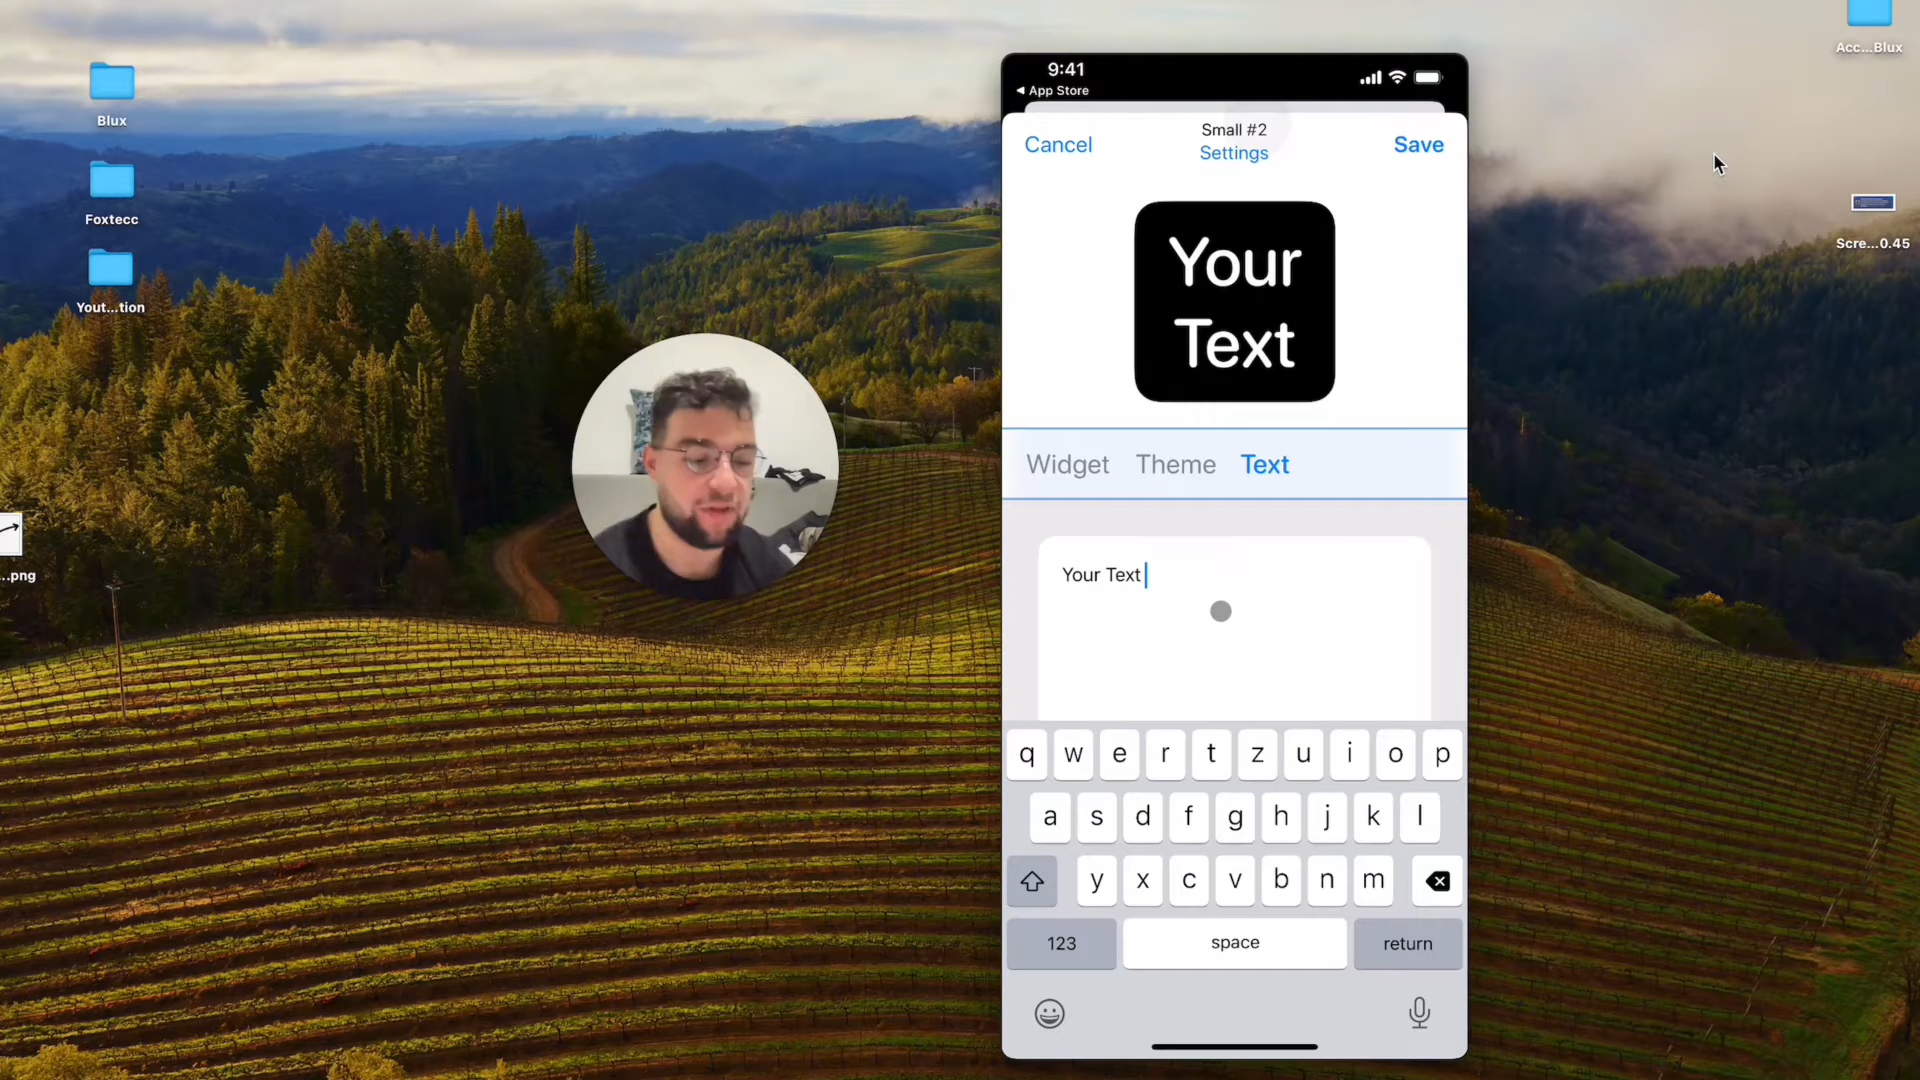 Blux
Foxtecc
Yout...tion
...png
Acc...Blux
Scre...0.45
9:41
App Store
Cancel
Small #2
Settings
Save
Your
Text
Widget Theme Text
Your Text
q w e r t z u i o p
a s d f g h j k l
y x c v b n m
123 space return